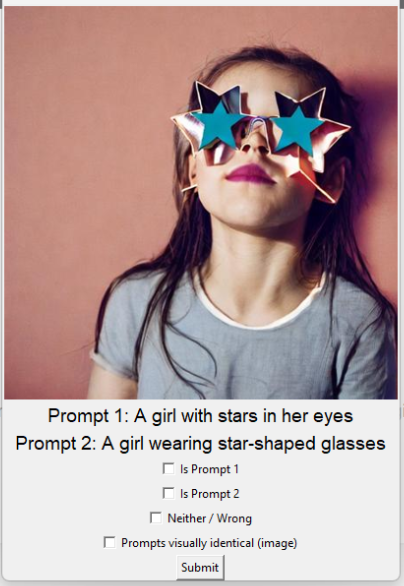 Prompt 1: A girl with stars in her eyes
Prompt 2: A girl wearing star-shaped glasses
Is Prompt 1
Is Prompt 2
Neither / Wrong
Prompts visually identical (image)
Submit